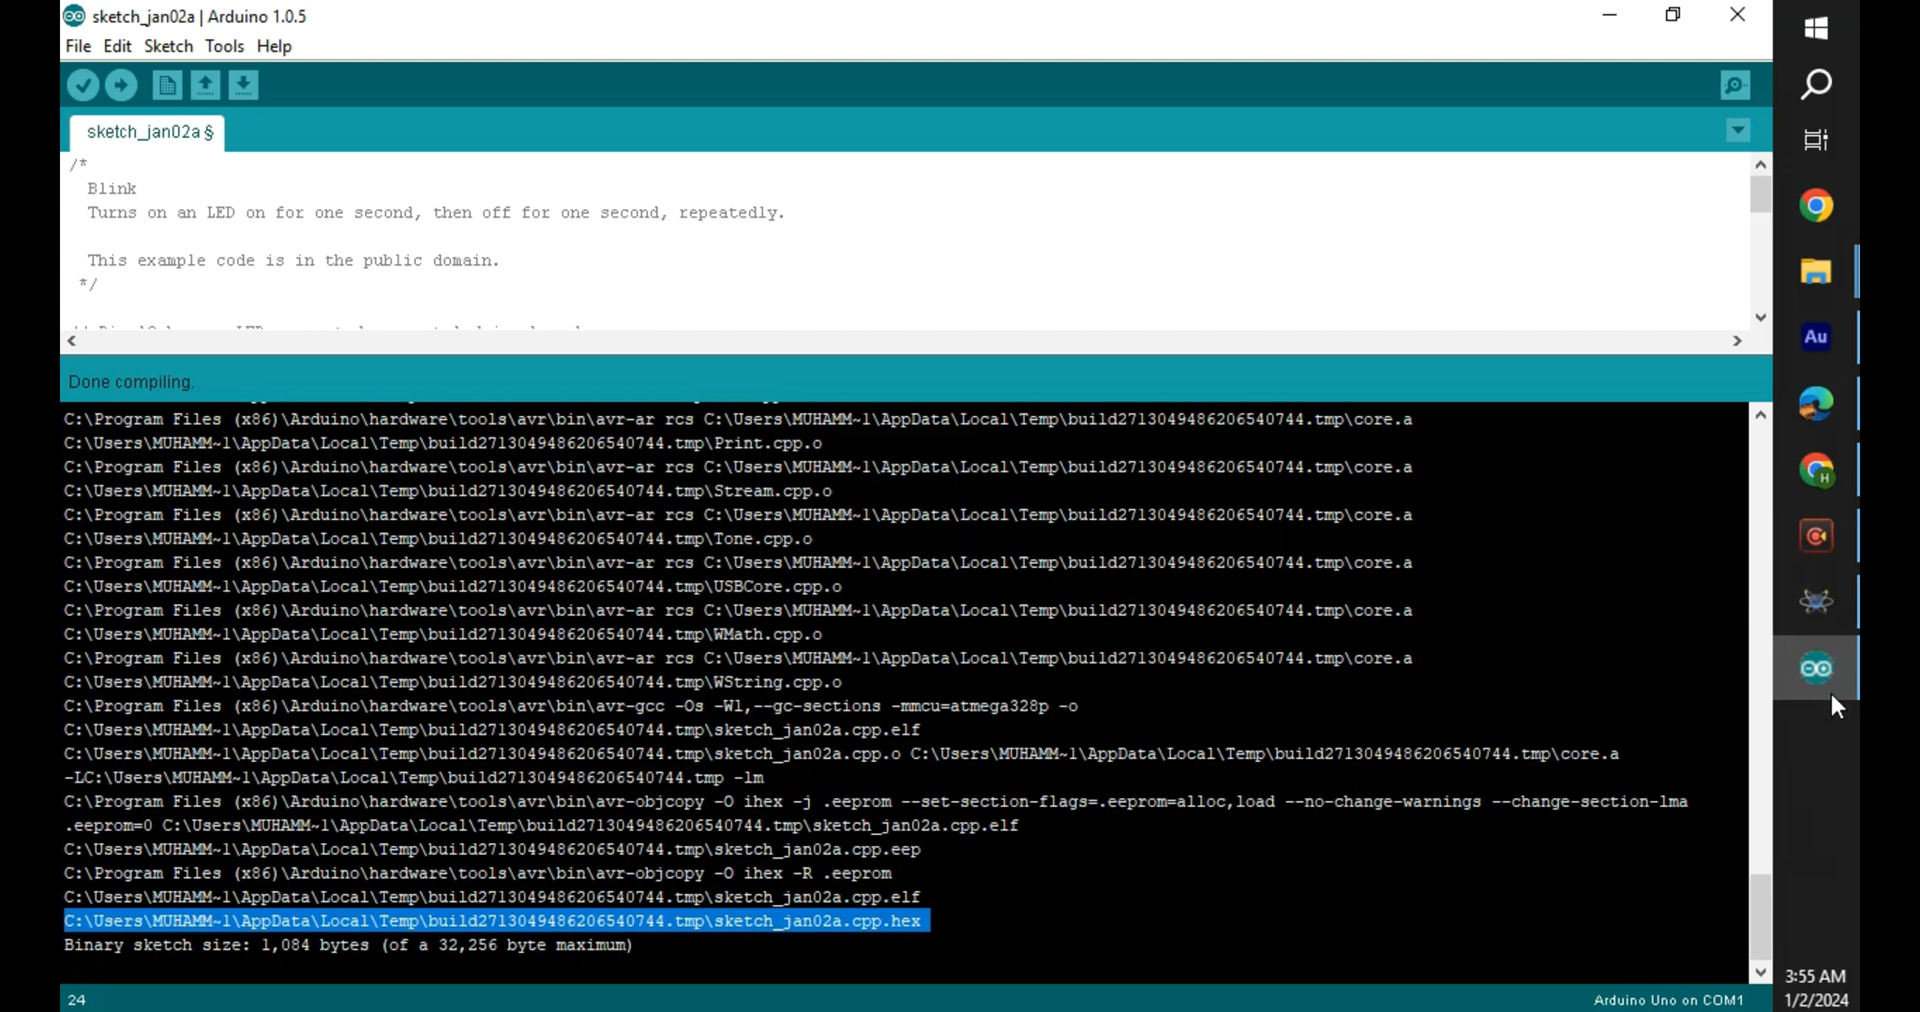 sketch_jan02a | Arduino 1.0.5
File Edit Sketch Tools Help
sketch_jan02a §
/*
Blink
Turns on an LED on for one second, then off for one second, repeatedly.
This example code is in the public domain.
*/
Done compiling.
C:\Program Files (x86)\Arduino\hardware\tools\avr\bin\avr-ar rcs C:\Users\MUHAMM~1\AppData\Local\Temp\build2713049486206540744.tmp\core.a
C:\Users\MUHAMM~1\AppData\Local\Temp\build2713049486206540744.tmp\Print.cpp.o
C:\Program Files (x86)\Arduino\hardware\tools\avr\bin\avr-ar rcs C:\Users\MUHAMM~1\AppData\Local\Temp\build2713049486206540744.tmp\core.a
C:\Users\MUHAMM~1\AppData\Local\Temp\build2713049486206540744.tmp\Stream.cpp.o
C:\Program Files (x86)\Arduino\hardware\tools\avr\bin\avr-ar rcs C:\Users\MUHAMM~1\AppData\Local\Temp\build2713049486206540744.tmp\core.a
C:\Users\MUHAMM~1\AppData\Local\Temp\build2713049486206540744.tmp\Tone.cpp.o
C:\Program Files (x86)\Arduino\hardware\tools\avr\bin\avr-ar rcs C:\Users\MUHAMM~1\AppData\Local\Temp\build2713049486206540744.tmp\core.a
C:\Users\MUHAMM~1\AppData\Local\Temp\build2713049486206540744.tmp\USBCore.cpp.o
C:\Program Files (x86)\Arduino\hardware\tools\avr\bin\avr-ar rcs C:\Users\MUHAMM~1\AppData\Local\Temp\build2713049486206540744.tmp\core.a
C:\Users\MUHAMM~1\AppData\Local\Temp\build2713049486206540744.tmp\WMath.cpp.o
C:\Program Files (x86)\Arduino\hardware\tools\avr\bin\avr-ar rcs C:\Users\MUHAMM~1\AppData\Local\Temp\build2713049486206540744.tmp\core.a
C:\Users\MUHAMM~1\AppData\Local\Temp\build2713049486206540744.tmp\WString.cpp.o
C:\Program Files (x86)\Arduino\hardware\tools\avr\bin\avr-gcc -Os -Wl,--gc-sections -mmcu=atmega328p -o
C:\Users\MUHAMM~1\AppData\Local\Temp\build2713049486206540744.tmp\sketch_jan02a.cpp.elf
C:\Users\MUHAMM~1\AppData\Local\Temp\build2713049486206540744.tmp\sketch_jan02a.cpp.o C:\Users\MUHAMM~1\AppData\Local\Temp\build2713049486206540744.tmp\core.a
-LC:\Users\MUHAMM~1\AppData\Local\Temp\build2713049486206540744.tmp -lm
C:\Program Files (x86)\Arduino\hardware\tools\avr\bin\avr-objcopy -O ihex -j .eeprom --set-section-flags=.eeprom=alloc,load --no-change-warnings --change-section-lma
.eeprom=0 C:\Users\MUHAMM~1\AppData\Local\Temp\build2713049486206540744.tmp\sketch_jan02a.cpp.elf
C:\Users\MUHAMM~1\AppData\Local\Temp\build2713049486206540744.tmp\sketch_jan02a.cpp.eep
C:\Program Files (x86)\Arduino\hardware\tools\avr\bin\avr-objcopy -O ihex -R .eeprom
C:\Users\MUHAMM~1\AppData\Local\Temp\build2713049486206540744.tmp\sketch_jan02a.cpp.elf
C:\Users\MUHAMM~1\AppData\Local\Temp\build2713049486206540744.tmp\sketch_jan02a.cpp.hex
Binary sketch size: 1,084 bytes (of a 32,256 byte maximum)
24
Arduino Uno on COM1
Au
H
3:55 AM
1/2/2024